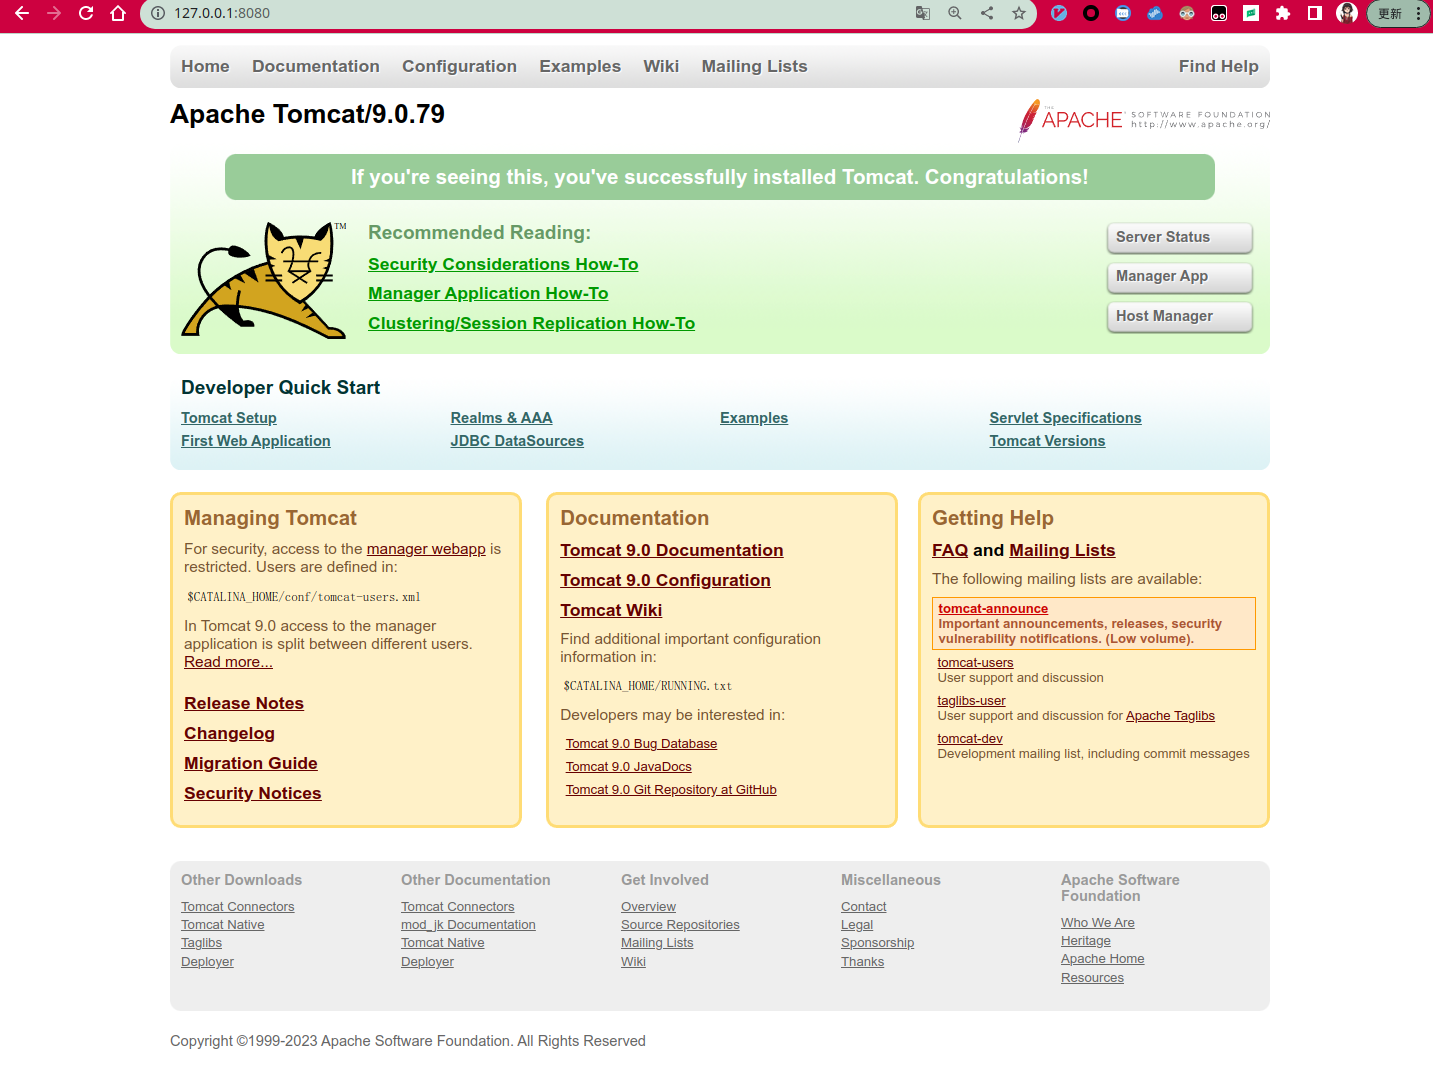 127.0.0.1:8080
更新
Home Documentation Configuration Examples Wiki Mailing Lists Find Help
Apache Tomcat/9.0.79
THE APACHE SOFTWARE FOUNDATION
http://www.apache.org/
If you're seeing this, you've successfully installed Tomcat. Congratulations!
TM
Recommended Reading:
Security Considerations How-To
Manager Application How-To
Clustering/Session Replication How-To
Server Status
Manager App
Host Manager
Developer Quick Start
Tomcat Setup
First Web Application
Realms & AAA
JDBC DataSources
Examples
Servlet Specifications
Tomcat Versions
Managing Tomcat
For security, access to the manager webapp is
restricted. Users are defined in:
$CATALINA_HOME/conf/tomcat-users.xml
In Tomcat 9.0 access to the manager
application is split between different users.
Read more...
Release Notes
Changelog
Migration Guide
Security Notices
Documentation
Tomcat 9.0 Documentation
Tomcat 9.0 Configuration
Tomcat Wiki
Find additional important configuration
information in:
$CATALINA_HOME/RUNNING.txt
Developers may be interested in:
Tomcat 9.0 Bug Database
Tomcat 9.0 JavaDocs
Tomcat 9.0 Git Repository at GitHub
Getting Help
FAQ and Mailing Lists
The following mailing lists are available:
tomcat-announce
Important announcements, releases, security
vulnerability notifications. (Low volume).
tomcat-users
User support and discussion
taglibs-user
User support and discussion for Apache Taglibs
tomcat-dev
Development mailing list, including commit messages
Other Downloads
Tomcat Connectors
Tomcat Native
Taglibs
Deployer
Other Documentation
Tomcat Connectors
mod_jk Documentation
Tomcat Native
Deployer
Get Involved
Overview
Source Repositories
Mailing Lists
Wiki
Miscellaneous
Contact
Legal
Sponsorship
Thanks
Apache Software
Foundation
Who We Are
Heritage
Apache Home
Resources
Copyright ©1999-2023 Apache Software Foundation. All Rights Reserved